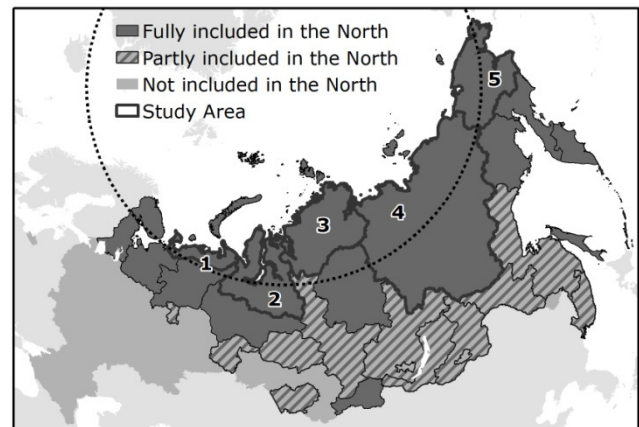 Fully included in the North
Partly included in the North
Not included in the North
Study Area
5
4
3
1
2